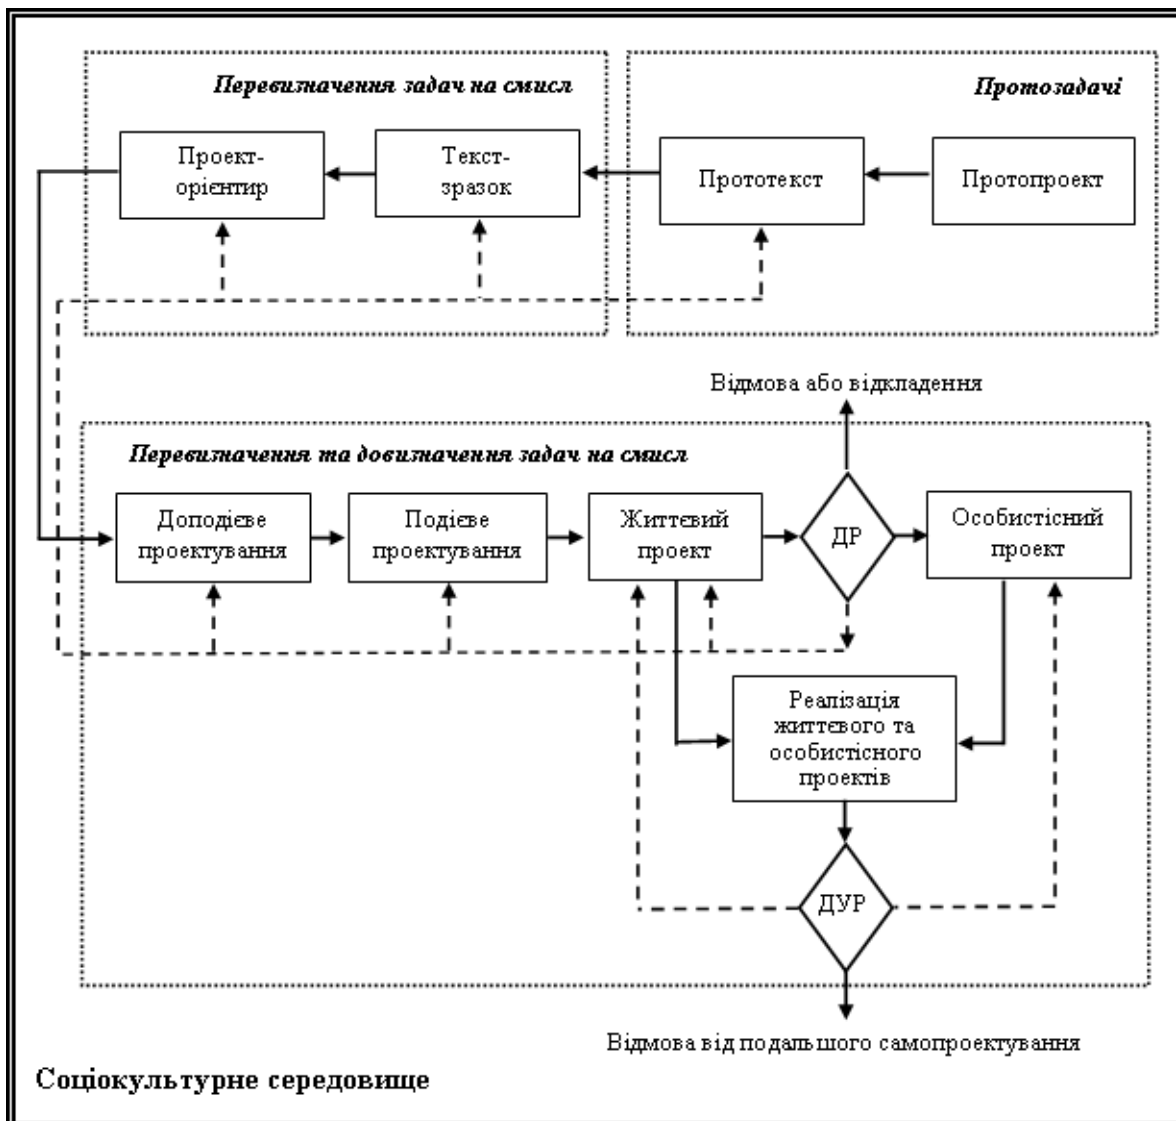 Перевизначення задач на смисл
Протозадачі
Проект-
орієнтир
Текст-
зразок
Прототекст
Протопроект
Відмова або відкладення
Перевизначення та довизначення задач на смисл
Доподієве
проектування
Подієве
проектування
Життєвий
проект
ДР
Особистісний
проект
Реалізація
життєвого та
особистісного
проектів
ДУР
Відмова від подальшого самопроектування
Соціокультурне середовище